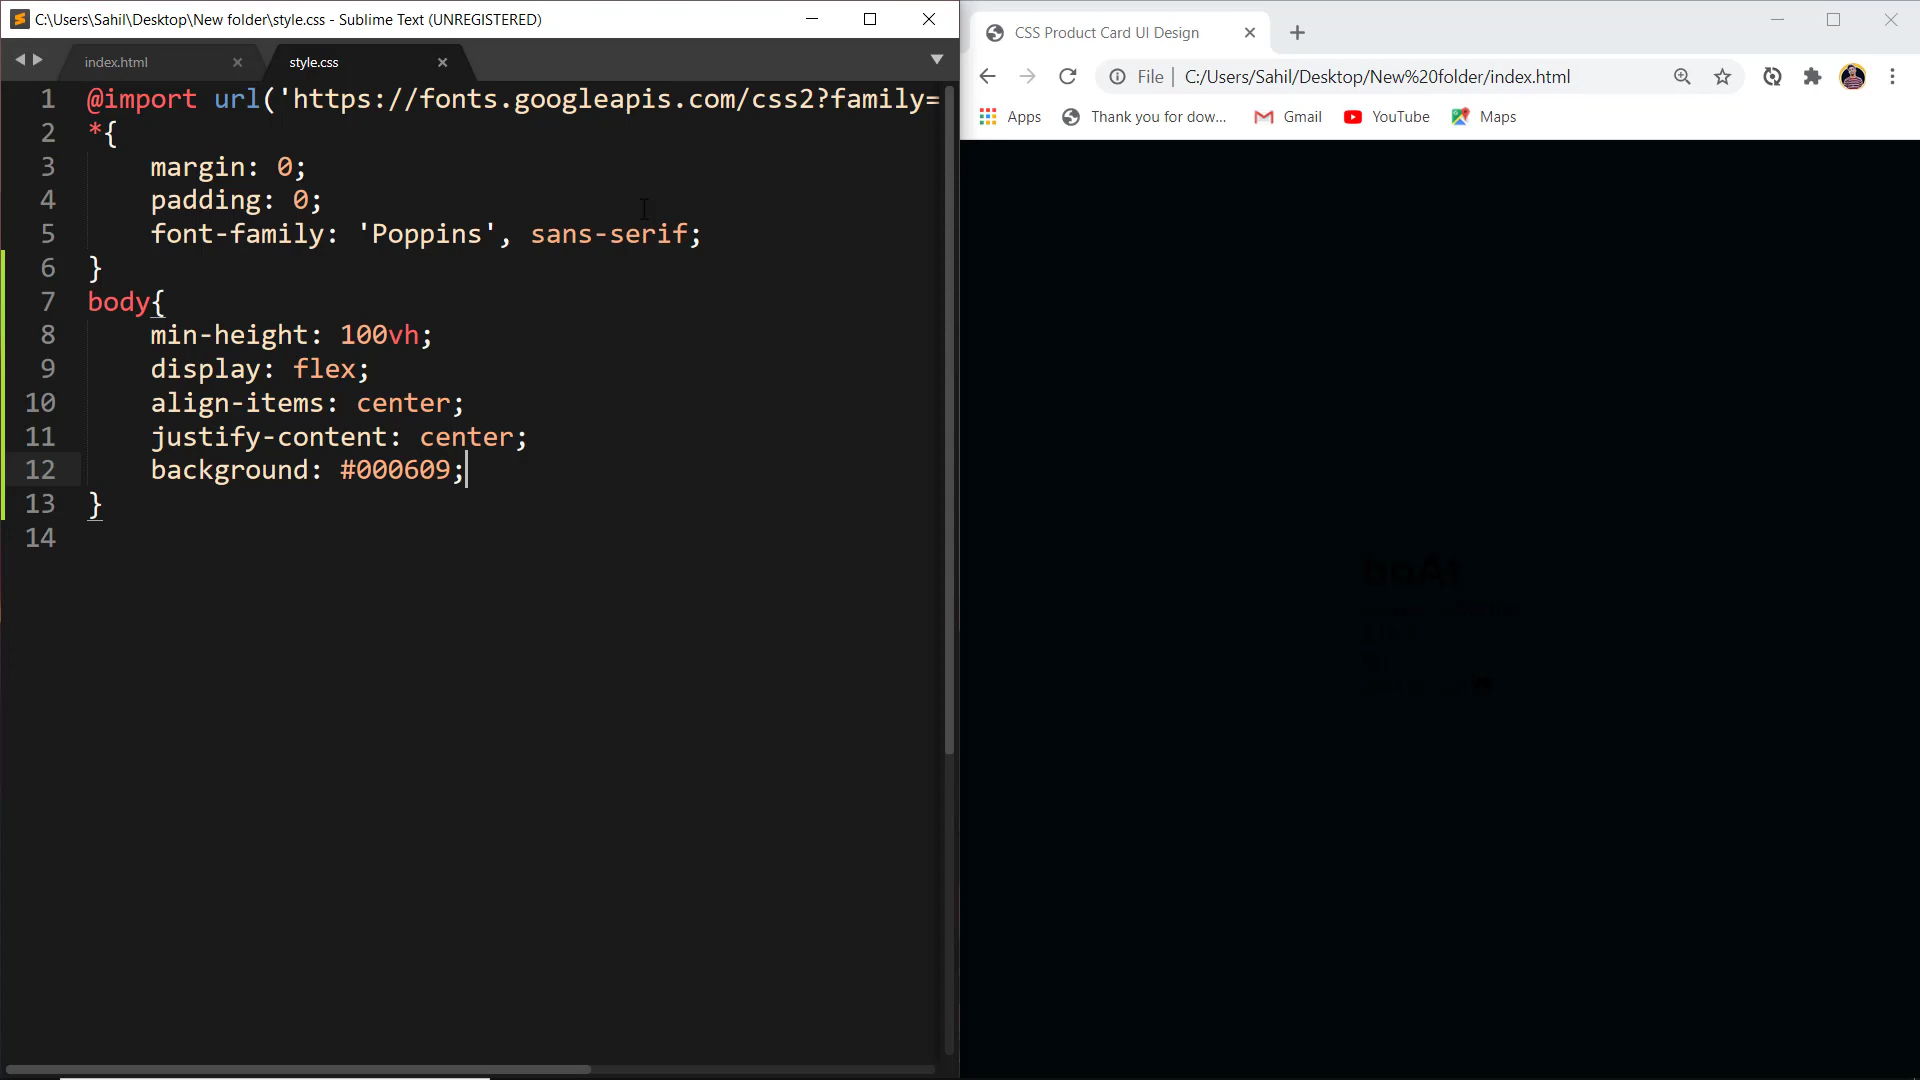 C:\Users\Sahil\Desktop\New folder\style.css - Sublime Text (UNREGISTERED)
index.html
style.css
1 @import url('https://fonts.googleapis.com/css2?family=
2 *{
3 margin: 0;
4 padding: 0;
5 font-family: 'Poppins', sans-serif;
6 }
7 body{
8 min-height: 100vh;
9 display: flex;
10 align-items: center;
11 justify-content: center;
12 background: #000609;
13 }
14
CSS Product Card UI Design
File | C:/Users/Sahil/Desktop/New%20folder/index.html
Apps
Thank you for dow...
Gmail
YouTube
Maps
boAt